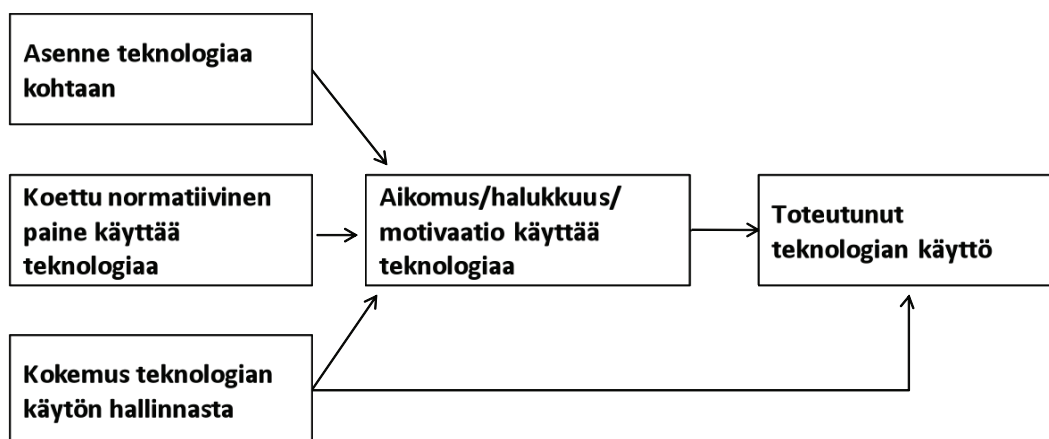 Asenne teknologiaa
kohtaan
Koettu normatiivinen
paine käyttää
teknologiaa
Aikomus/halukkuus/
motivaatio käyttää
teknologiaa
Toteutunut
teknologian käyttö
Kokemus teknologian
käytön hallinnasta